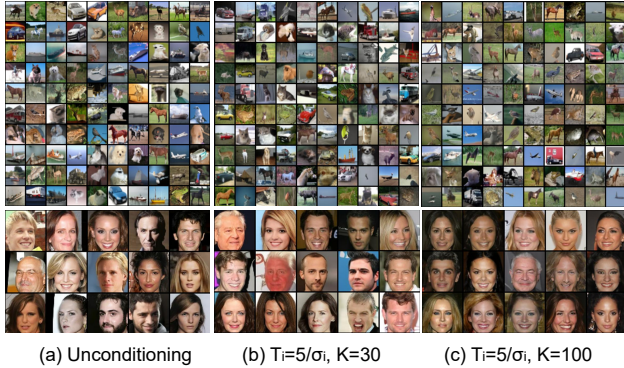 (a) Unconditioning
(b) Ti=5/σi, K=30
(c) Ti=5/σi, K=100